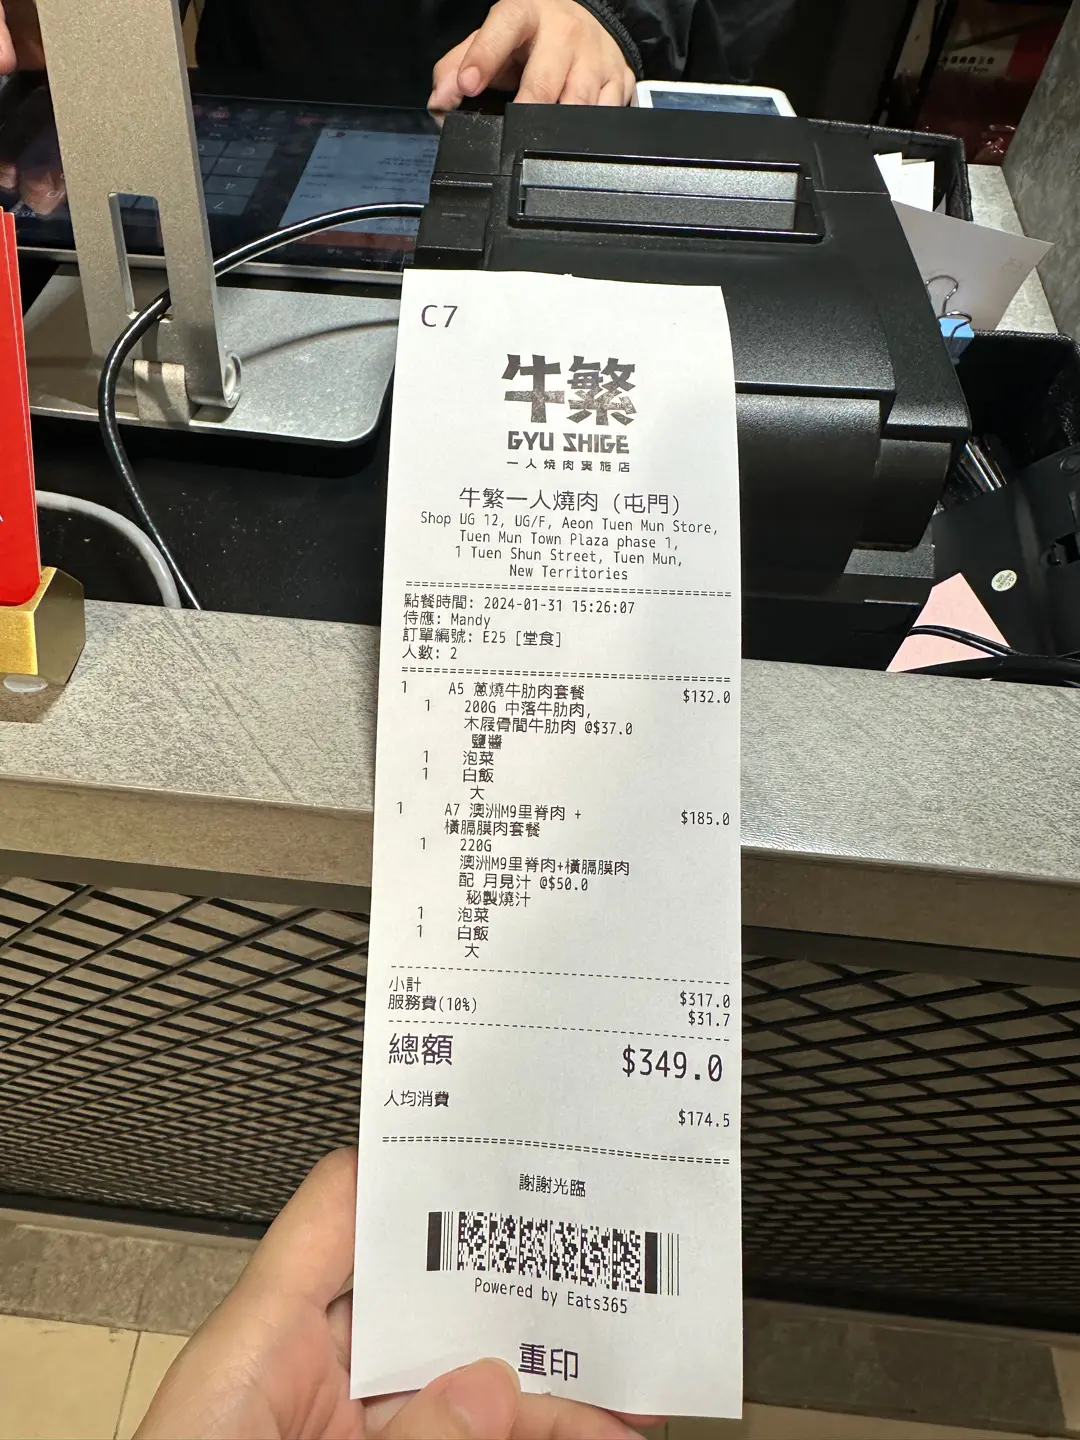 C7
牛繁
GYU SHIGE
一人燒肉專施店
牛繁一人燒肉 (屯門)
Shop UG 12, UG/F, Aeon Tuen Mun Store,
Tuen Mun Town Plaza phase 1,
1 Tuen Shun Street, Tuen Mun,
New Territories
點餐時間: 2024-01-31 15:26:07
侍應: Mandy
訂單編號: E25 [堂食]
人數: 2
1 A5 蔥燒牛肋肉套餐 $132.0
1 200G 中落牛肋肉,
木屐骨間牛肋肉 @$37.0
鹽醬
1 泡菜
1 白飯
大
1 A7 澳洲M9里脊肉 + $185.0
橫膈膜肉套餐
1 220G
澳洲M9里脊肉+橫膈膜肉
配 月見汁 @$50.0
秘製燒汁
1 泡菜
1 白飯
大
小計 $317.0
服務費(10%) $31.7
總額 $349.0
人均消費 $174.5
謝謝光臨
Powered by Eats365
重印